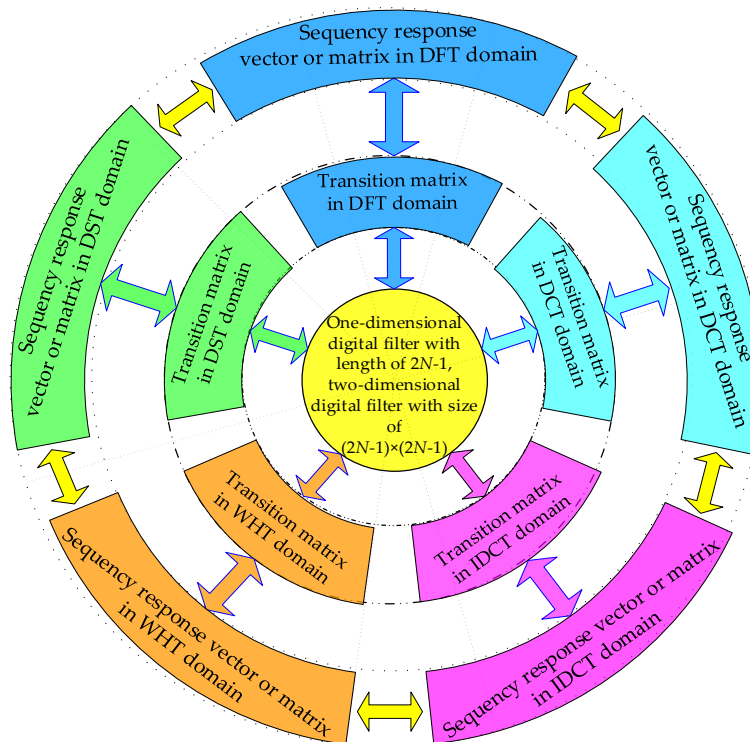 Sequency response
vector or matrix in DFT domain
Transition matrix
in DFT domain
Sequency response
vector or matrix in DST domain
Transition matrix
in DST domain
Transition matrix
in DCT domain
Sequency response
vector or matrix in DCT domain
One-dimensional
digital filter with
length of 2N-1,
two-dimensional
digital filter with size
of
(2N-1)×(2N-1)
Transition matrix
in WHT domain
Transition matrix
in IDCT domain
Sequency response vector or matrix
in WHT domain
Sequency response vector or matrix
in IDCT domain